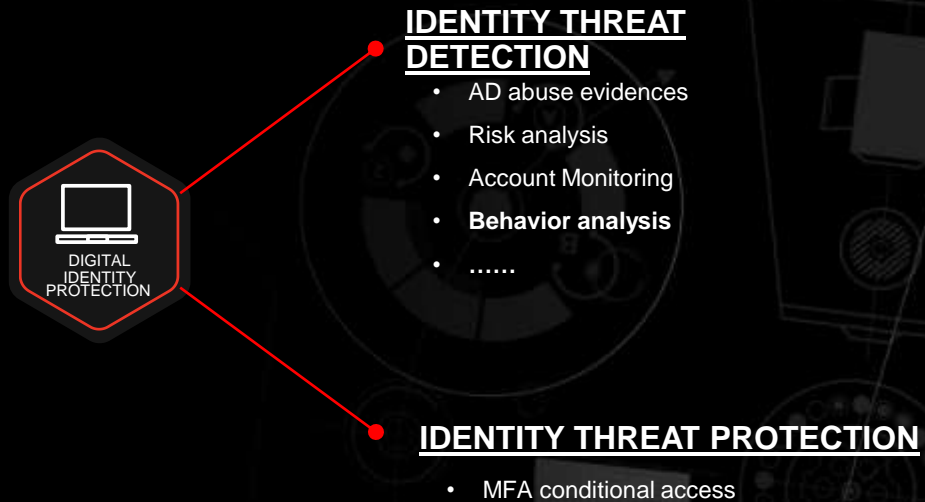 IDENTITY THREAT
DETECTION
• AD abuse evidences
• Risk analysis
• Account Monitoring
• Behavior analysis
• ……
DIGITAL
IDENTITY
PROTECTION
IDENTITY THREAT PROTECTION
• MFA conditional access